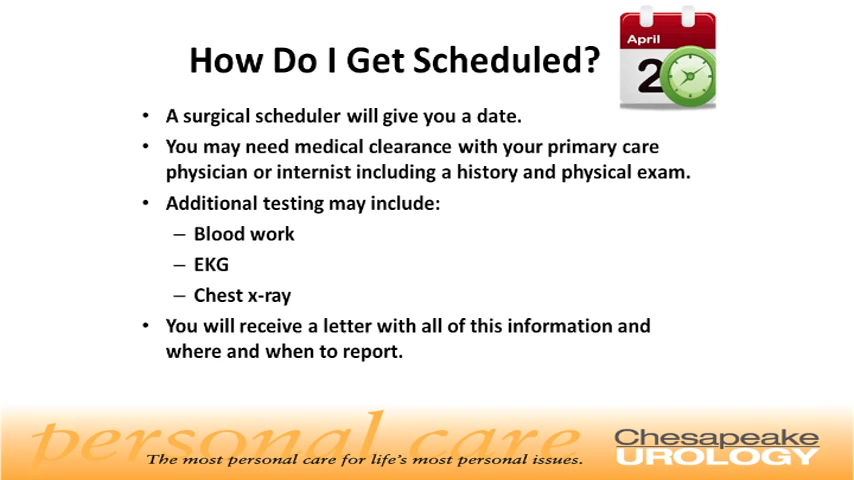 How Do I Get Scheduled?
April
2
• A surgical scheduler will give you a date.
• You may need medical clearance with your primary care
physician or internist including a history and physical exam.
• Additional testing may include:
– Blood work
– EKG
– Chest x-ray
• You will receive a letter with all of this information and
where and when to report.
personal care
The most personal care for life's most personal issues.
Chesapeake
UROLOGY